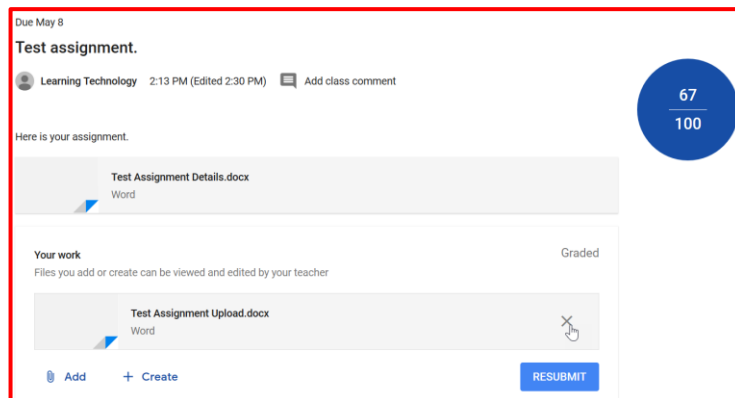 Due May 8
Test assignment.
Learning Technology 2:13 PM (Edited 2:30 PM) Add class comment
67
100
Here is your assignment.
Test Assignment Details.docx
Word
Your work Graded
Files you add or create can be viewed and edited by your teacher
Test Assignment Upload.docx
Word
Add + Create RESUBMIT